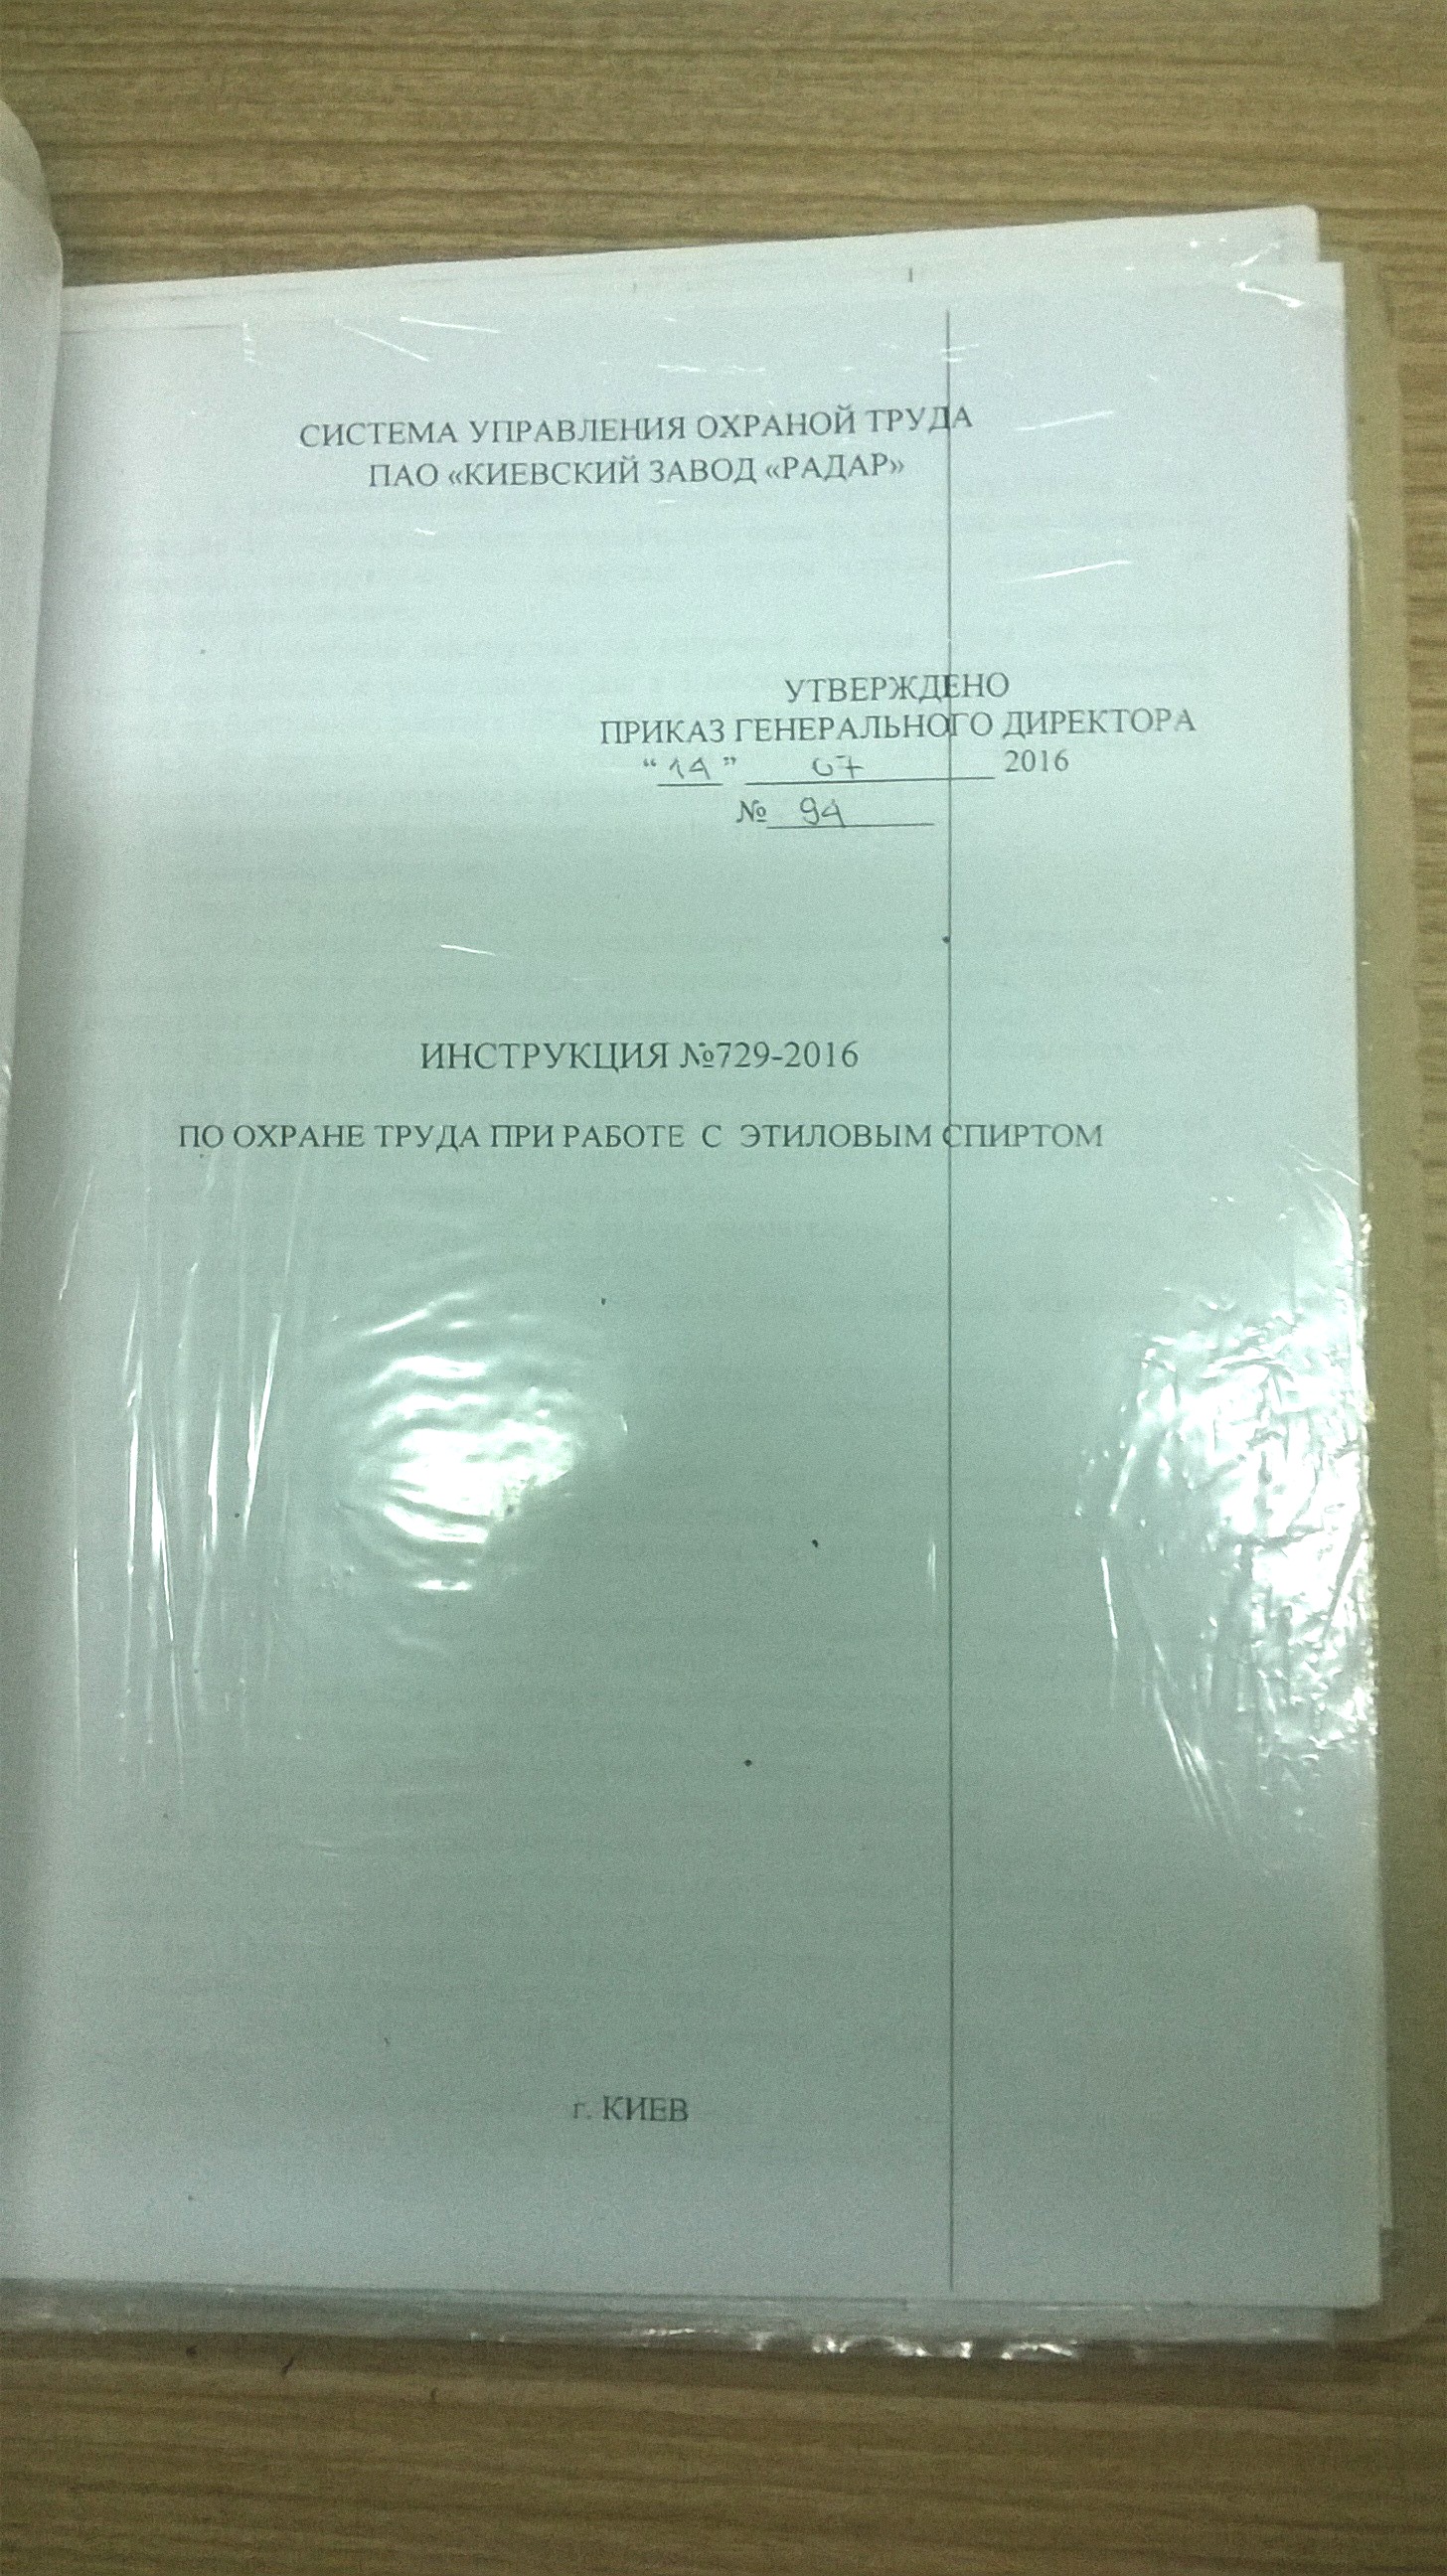 СИСТЕМА УПРАВЛЕНИЯ ОХРАНОЙ ТРУДА
ПАО «КИЕВСКИЙ ЗАВОД «РАДАР»
УТВЕРЖДЕНО
ПРИКАЗ ГЕНЕРАЛЬНОГО ДИРЕКТОРА
“14” 07 2016
№ 94
ИНСТРУКЦИЯ №729-2016
ПО ОХРАНЕ ТРУДА ПРИ РАБОТЕ С ЭТИЛОВЫМ СПИРТОМ
г. КИЕВ